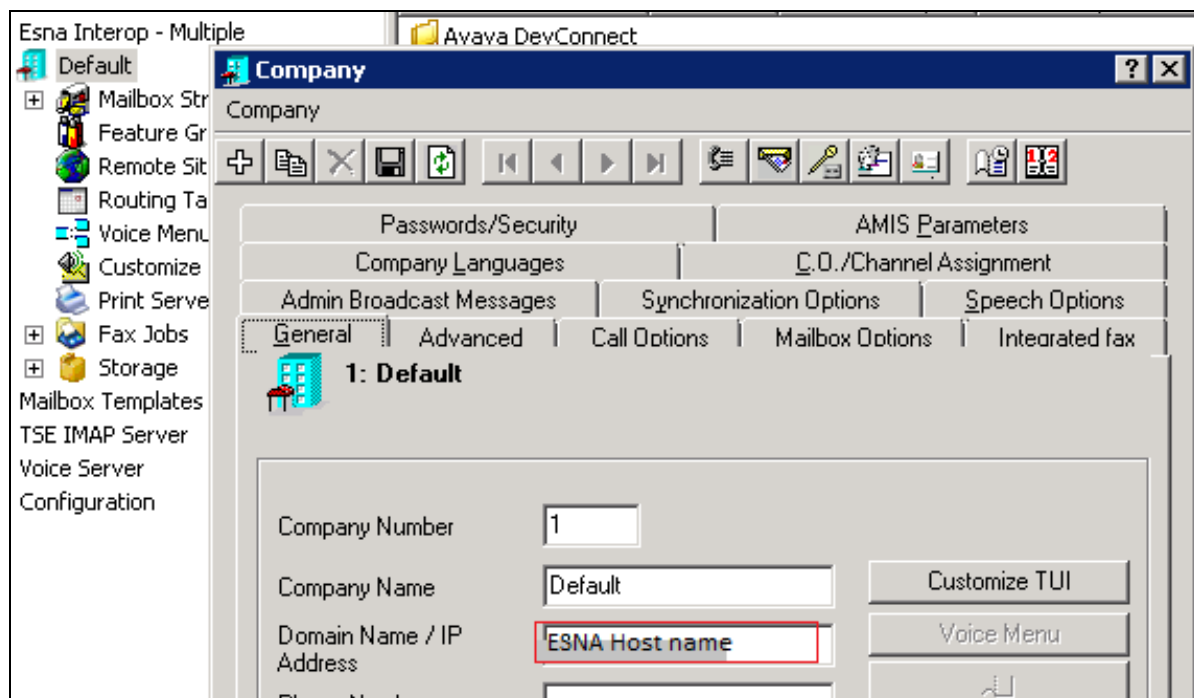 Esna Interop - Multiple
Avaya DevConnect
Default
Mailbox Str
Feature Gr
Remote Sit
Routing Ta
Voice Menu
Customize
Print Serve
Fax Jobs
Storage
Mailbox Templates
TSE IMAP Server
Voice Server
Configuration
Company
Company
Passwords/Security
AMIS Parameters
Company Languages
C.O./Channel Assignment
Admin Broadcast Messages
Synchronization Options
Speech Options
General
Advanced
Call Options
Mailbox Options
Integrated fax
1: Default
Company Number
1
Company Name
Default
Customize TUI
Domain Name / IP
Address
ESNA Host name
Voice Menu